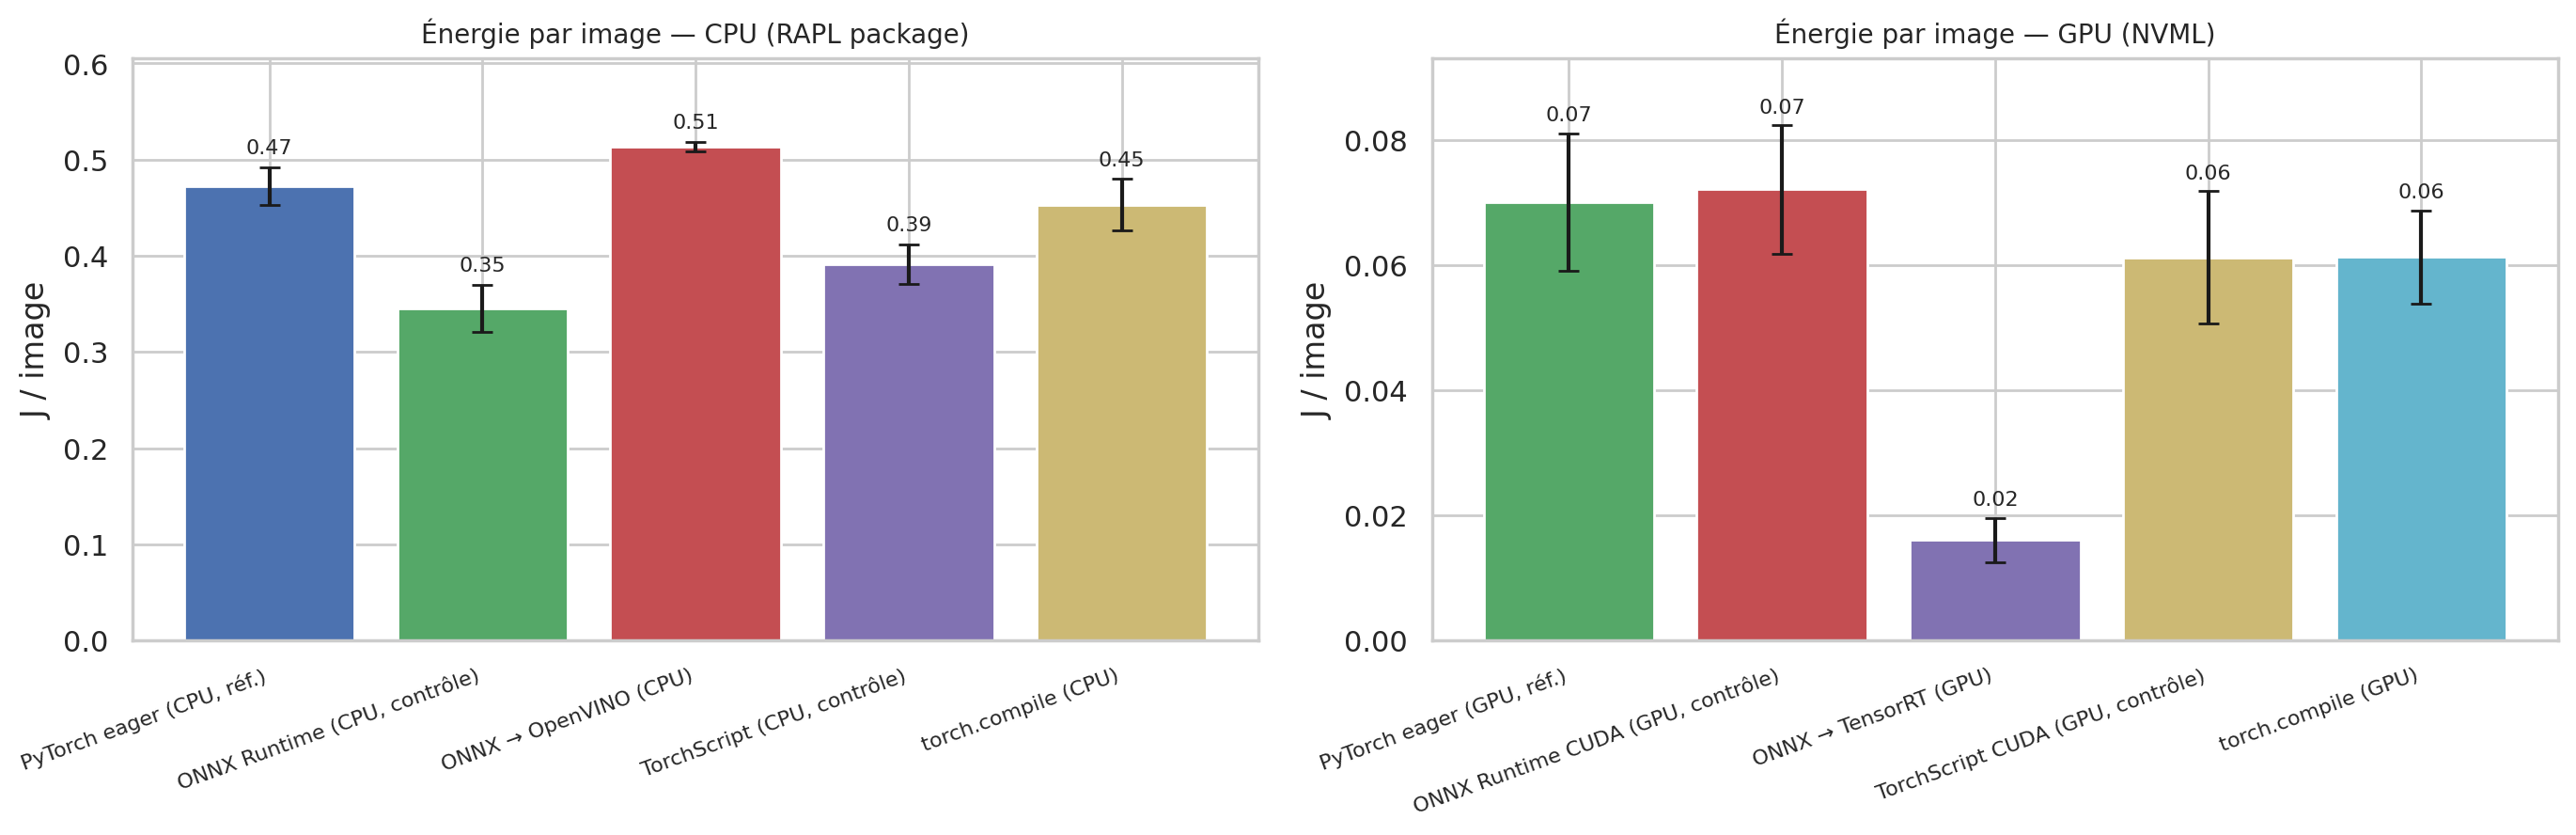 Énergie par image — CPU (RAPL package)
J / image
0.6
0.5
0.4
0.3
0.2
0.1
0.0
0.47
0.35
0.51
0.39
0.45
PyTorch eager (CPU, réf.)
ONNX Runtime (CPU, contrôle)
ONNX → OpenVINO (CPU)
TorchScript (CPU, contrôle)
torch.compile (CPU)
Énergie par image — GPU (NVML)
J / image
0.08
0.06
0.04
0.02
0.00
0.07
0.07
0.02
0.06
0.06
PyTorch eager (GPU, réf.)
ONNX Runtime CUDA (GPU, contrôle)
ONNX → TensorRT (GPU)
TorchScript CUDA (GPU, contrôle)
torch.compile (GPU)